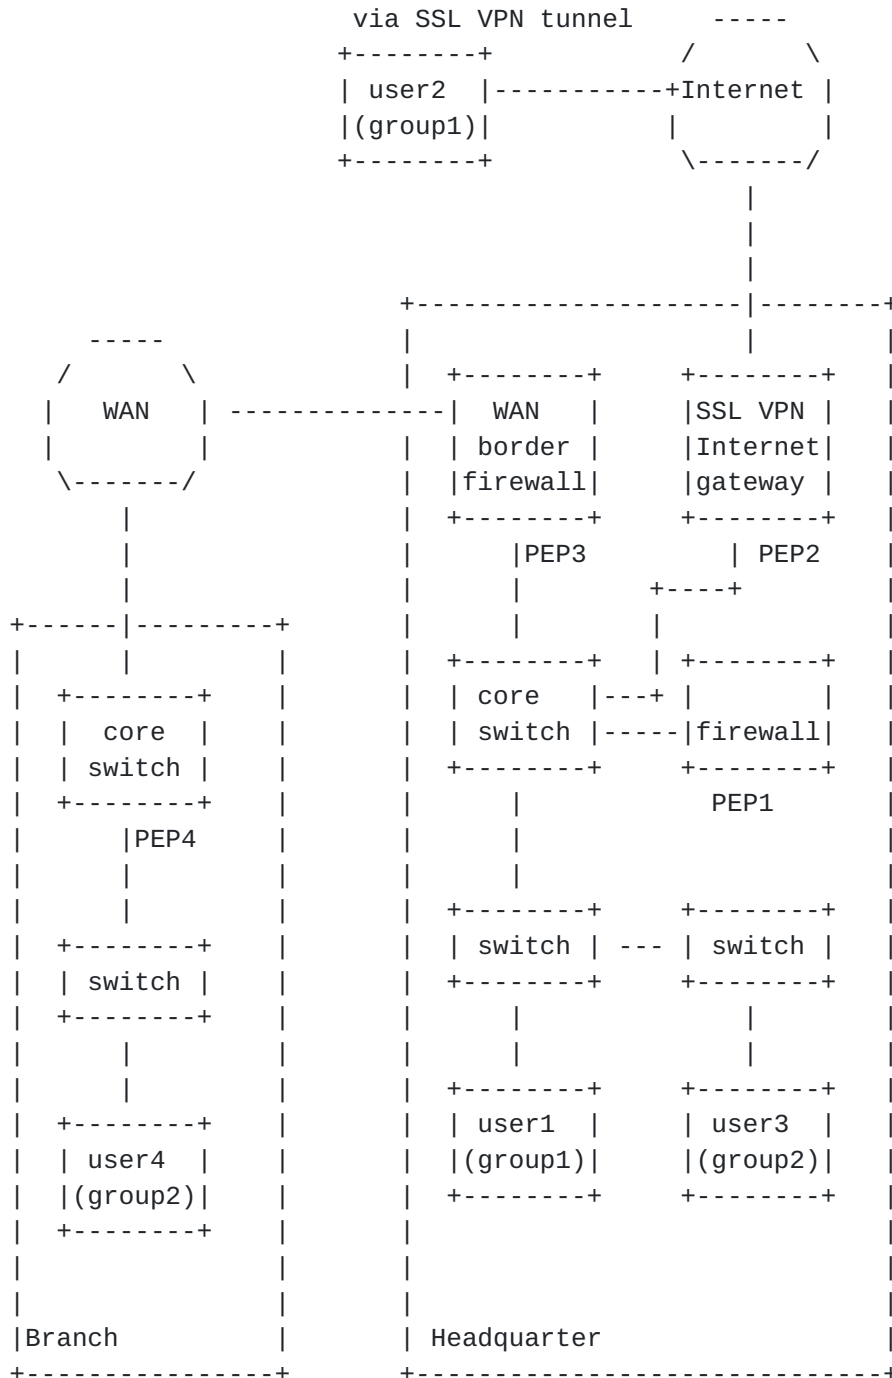 via SSL VPN tunnel
user2
(group1)
Internet
WAN
WAN
border
firewall
SSL VPN
Internet
gateway
PEP3
PEP2
core
switch
core
switch
firewall
PEP1
PEP4
switch
switch
switch
user1
(group1)
user3
(group2)
user4
(group2)
Branch
Headquarter